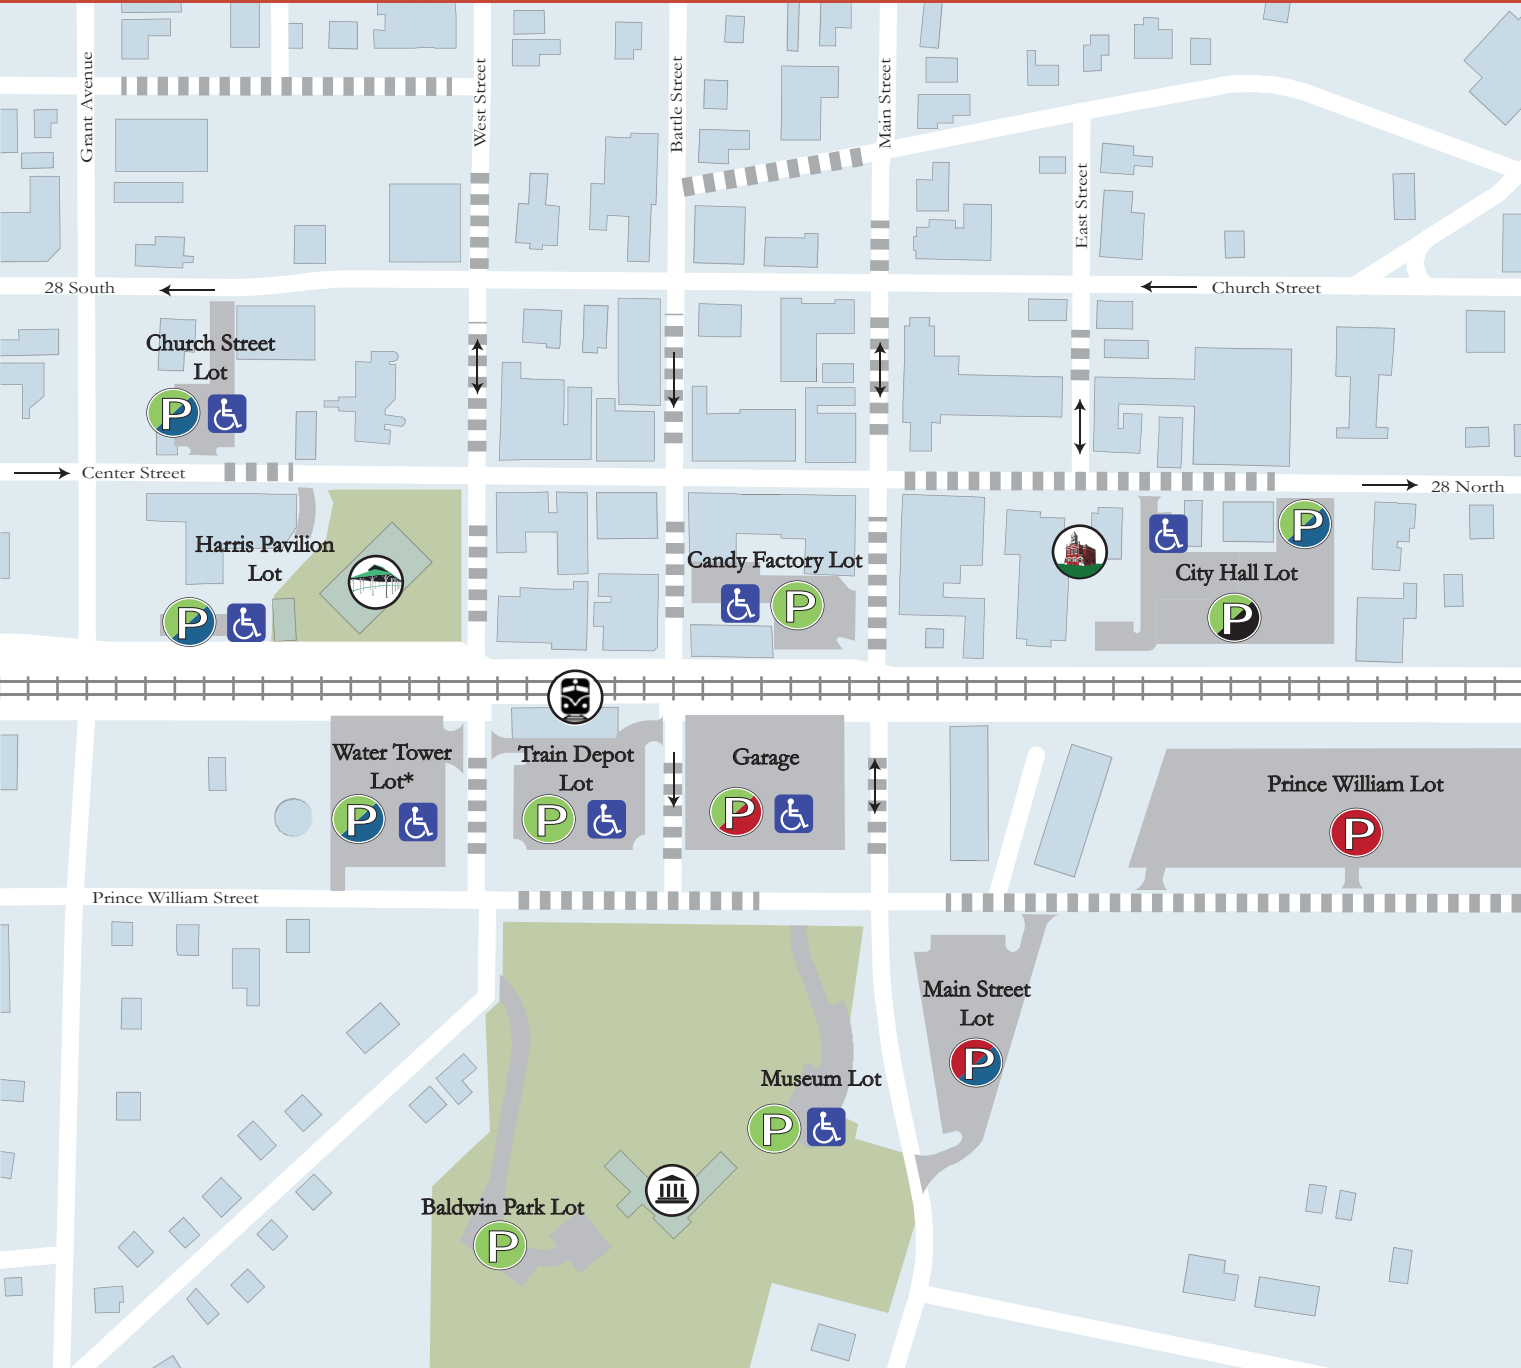 Grant Avenue
West Street
Battle Street
Main Street
East Street
28 South
Church Street
Church Street
Lot
P
Center Street
28 North
Harris Pavilion
Lot
P
Candy Factory Lot
P
P
City Hall Lot
P
Water Tower
Lot*
P
Train Depot
Lot
P
Garage
P
Prince William Lot
P
Prince William Street
Main Street
Lot
P
Museum Lot
P
Baldwin Park Lot
P